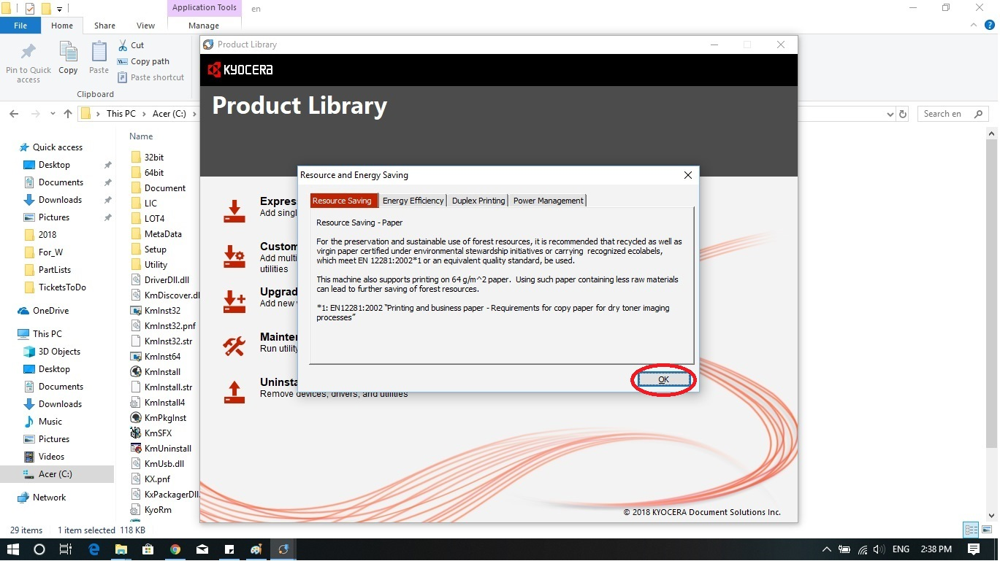 Application Tools
en
File
Home
Share
View
Manage
Pin to Quick
access
Copy
Paste
Cut
Copy path
Paste shortcut
Clipboard
This PC
Acer (C:)
Search en
Quick access
Desktop
Documents
Downloads
Pictures
2018
For_W
PartLists
TicketsToDo
OneDrive
This PC
3D Objects
Desktop
Documents
Downloads
Music
Pictures
Videos
Acer (C:)
Network
Name
32bit
64bit
Document
LIC
LOT4
MetaData
Setup
Utility
DriverDll.dll
KmDiscover.dl
KmInst32
KmInst32.pnf
KmInst32.str
KmInst64
KmInstall
KmInstall.str
KmInstall4
KmPkgInst
KmSFX
KmUninstall
KmUsb.dll
KX.pnf
KxPackagerDLL
KyoRm
Product Library
KYOCERA
Product Library
Expres
Add singl
Custom
Add multi
utilities
Upgrad
Add new
Mainten
Run utility
Uninsta
Remove devices, drivers, and utilities
© 2018 KYOCERA Document Solutions Inc.
Resource and Energy Saving
Resource Saving
Energy Efficiency
Duplex Printing
Power Management
Resource Saving - Paper
For the preservation and sustainable use of forest resources, it is recommended that recycled as well as
virgin paper certified under environmental stewardship initiatives or carrying recognized ecolabels,
which meet EN 12281:2002*1 or an equivalent quality standard, be used.
This machine also supports printing on 64 g/m^2 paper. Using such paper containing less raw materials
can lead to further saving of forest resources.
*1: EN12281:2002 “Printing and business paper - Requirements for copy paper for dry toner imaging
processes”
OK
29 items
1 item selected 118 KB
ENG
2:38 PM